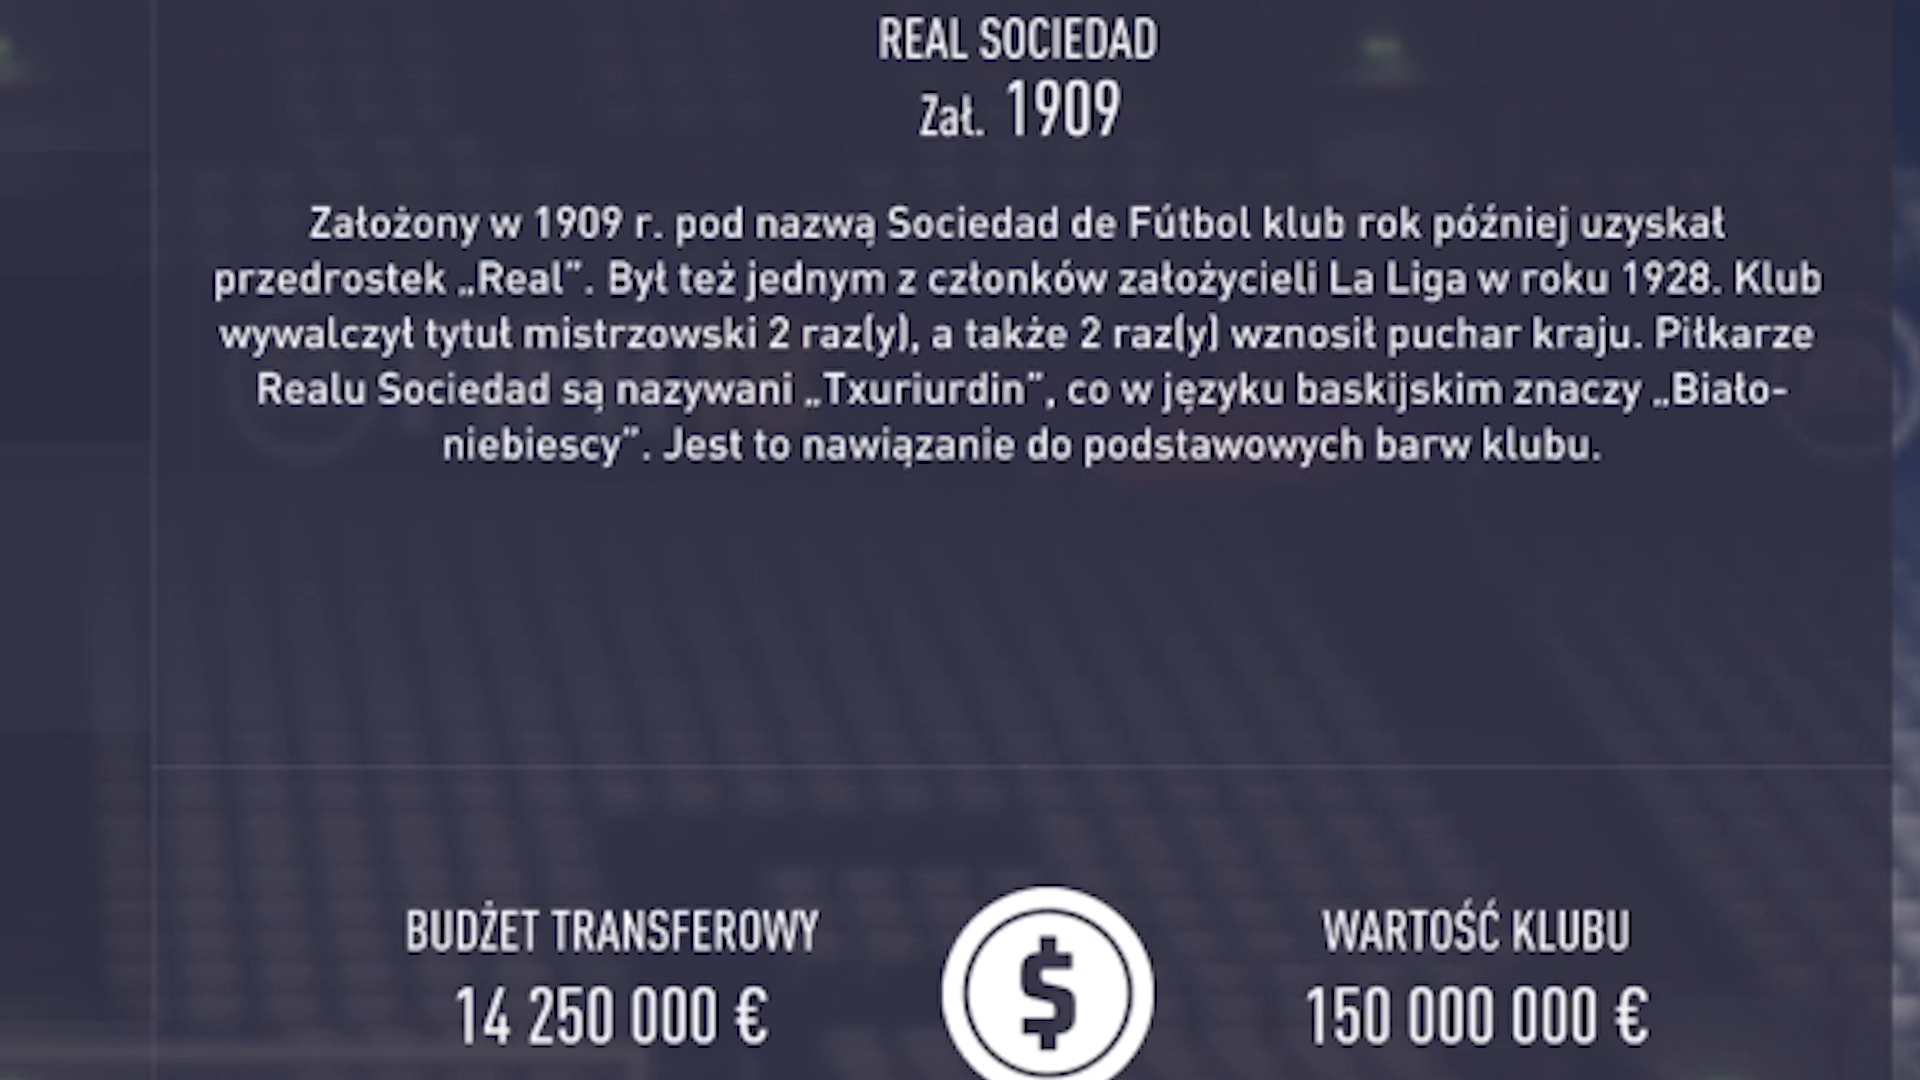 REAL SOCIEDAD
Zał. 1909
Założony w 1909 r. pod nazwą Sociedad de Fútbol klub rok później uzyskał
przedrostek „Real”. Był też jednym z członków założycieli La Liga w roku 1928. Klub
wywalczył tytuł mistrzowski 2 raz(y), a także 2 raz(y) wznosił puchar kraju. Piłkarze
Realu Sociedad są nazywani „Txuriurdin”, co w języku baskijskim znaczy „Biało-
niebiescy”. Jest to nawiązanie do podstawowych barw klubu.
BUDŻET TRANSFEROWY
14 250 000 €
$
WARTOŚĆ KLUBU
150 000 000 €